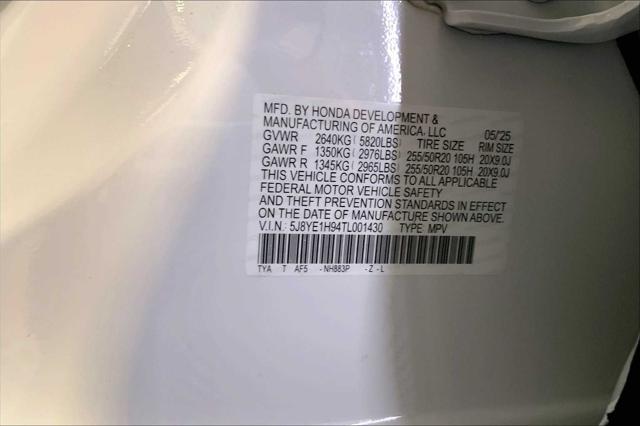 MFD. BY HONDA DEVELOPMENT &
MANUFACTURING OF AMERICA, LLC 05/'25
GVWR 2640KG( 5820LBS) TIRE SIZE RIM SIZE
GAWR F 1350KG( 2976LBS) 255/50R20 105H 20X9.0J
GAWR R 1345KG( 2965LBS) 255/50R20 105H 20X9.0J
THIS VEHICLE CONFORMS TO ALL APPLICABLE
FEDERAL MOTOR VEHICLE SAFETY
AND THEFT PREVENTION STANDARDS IN EFFECT
ON THE DATE OF MANUFACTURE SHOWN ABOVE.
V.I.N.: 5J8YE1H94TL001430 TYPE MPV
TYA T AF5 -NH883P -Z-L